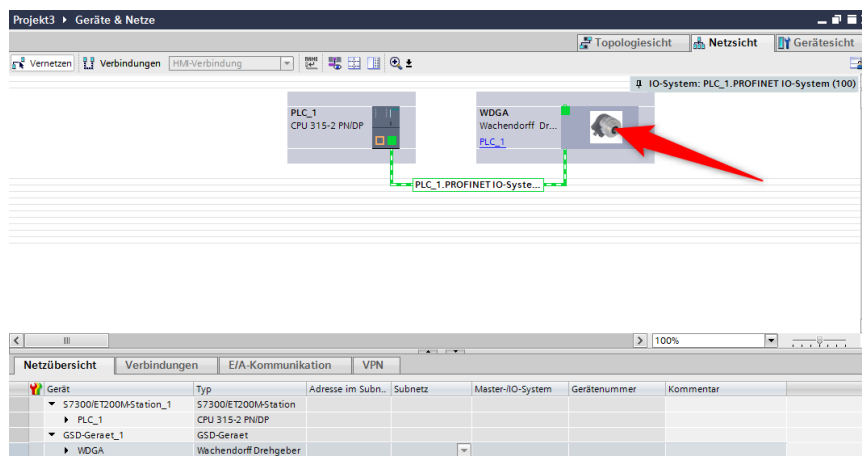 Projekt3 ▸ Geräte & Netze
Topologiesicht Netzsicht Gerätesicht
Vernetzen Verbindungen HMI-Verbindung
IO-System: PLC_1.PROFINET IO-System (100)
PLC_1
CPU 315-2 PN/DP
WDGA
Wachendorff Dr...
PLC_1
PLC_1.PROFINET IO-Syste...
100%
Netzübersicht Verbindungen E/A-Kommunikation VPN
Gerät Typ Adresse im Subn.. Subnetz Master-/IO-System Gerätenummer Kommentar
S7300/ET200M-Station_1 S7300/ET200M-Station
PLC_1 CPU 315-2 PN/DP
GSD-Geraet_1 GSD-Geraet
WDGA Wachendorff Drehgeber